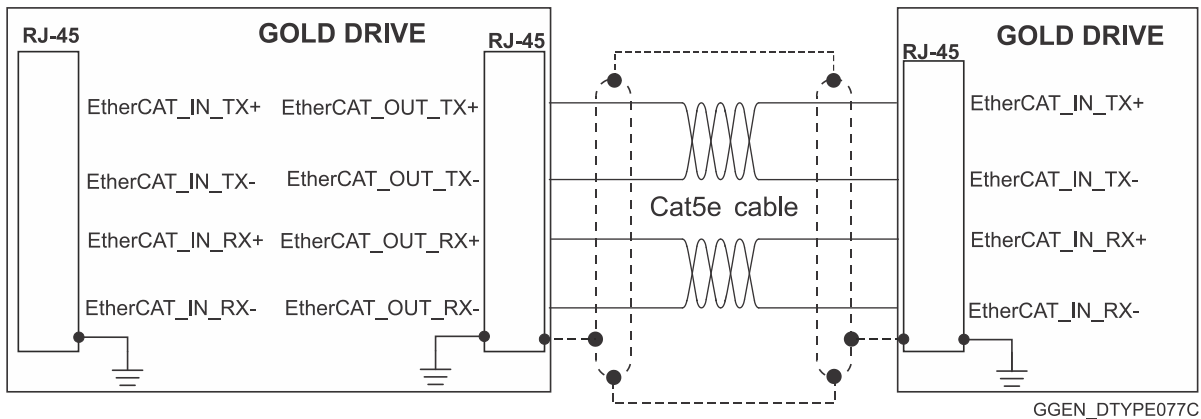 RJ-45
GOLD DRIVE
RJ-45
EtherCAT_IN_TX+
EtherCAT_OUT_TX+
EtherCAT_IN_TX-
EtherCAT_OUT_TX-
EtherCAT_IN_RX+
EtherCAT_OUT_RX+
EtherCAT_IN_RX-
EtherCAT_OUT_RX-
Cat5e cable
GOLD DRIVE
RJ-45
EtherCAT_IN_TX+
EtherCAT_IN_TX-
EtherCAT_IN_RX+
EtherCAT_IN_RX-
GGEN_DTYPE077C